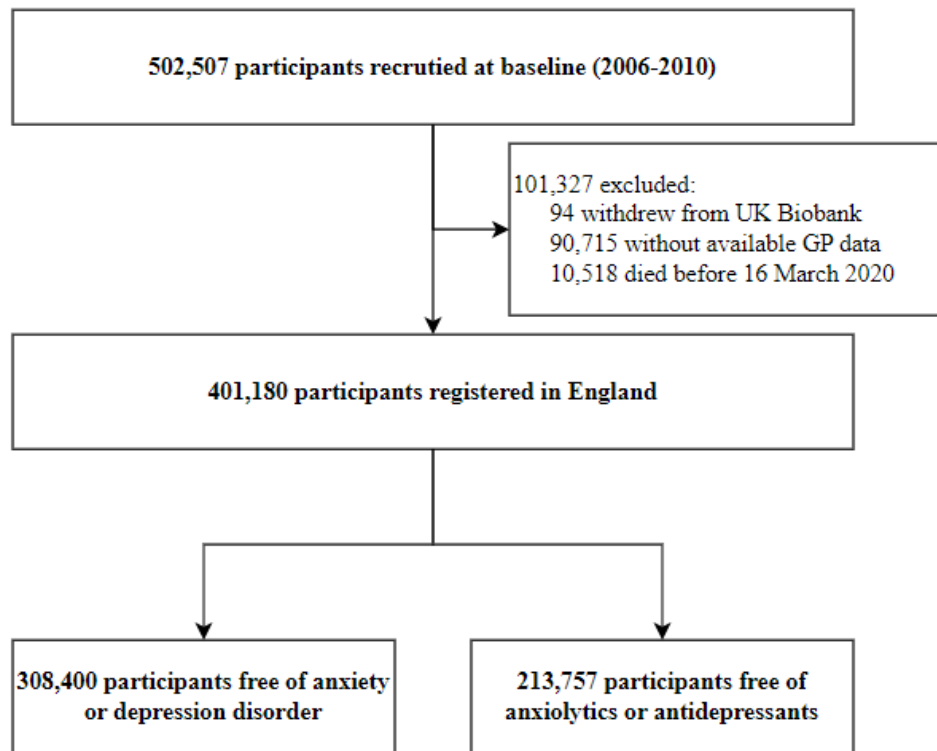 502,507 participants recrutied at baseline (2006-2010)
101,327 excluded:
94 withdrew from UK Biobank
90,715 without available GP data
10,518 died before 16 March 2020
401,180 participants registered in England
308,400 participants free of anxiety
or depression disorder
213,757 participants free of
anxiolytics or antidepressants